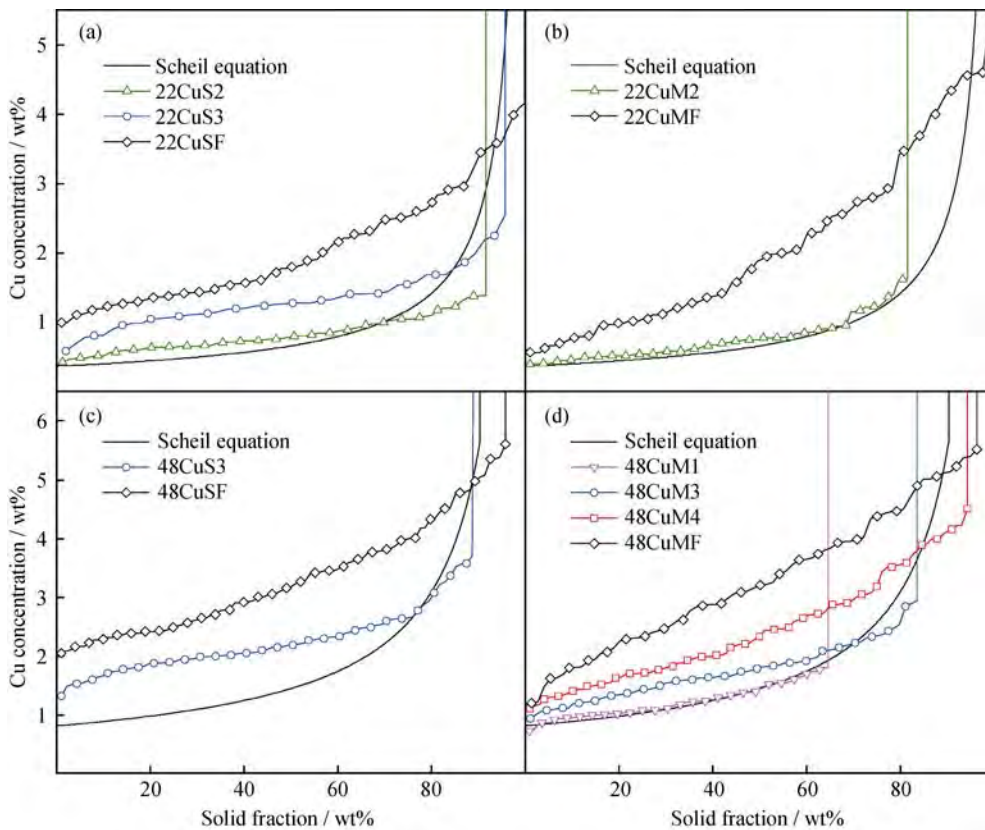 (a)
Scheil equation
22CuS2
22CuS3
22CuSF
(b)
Scheil equation
22CuM2
22CuMF
5
4
3
2
1
Cu concentration / wt%
(c)
Scheil equation
48CuS3
48CuSF
(d)
Scheil equation
48CuM1
48CuM3
48CuM4
48CuMF
6
5
4
3
2
1
Cu concentration / wt%
20 40 60 80
20 40 60 80
Solid fraction / wt%
Solid fraction / wt%